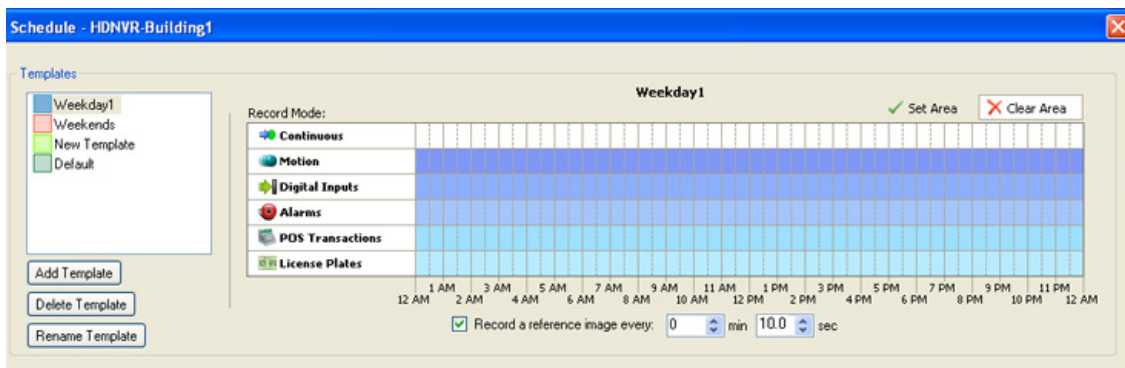 Schedule - HDNVR-Building1
Templates
Weekday1
Weekends
New Template
Default
Add Template
Delete Template
Rename Template
Weekday1
Record Mode:
Set Area
Clear Area
Continuous
Motion
Digital Inputs
Alarms
POS Transactions
License Plates
1 AM 3 AM 5 AM 7 AM 9 AM 11 AM 1 PM 3 PM 5 PM 7 PM 9 PM 11 PM
12 AM 2 AM 4 AM 6 AM 8 AM 10 AM 12 PM 2 PM 4 PM 6 PM 8 PM 10 PM 12 AM
Record a reference image every: 0 min 10.0 sec